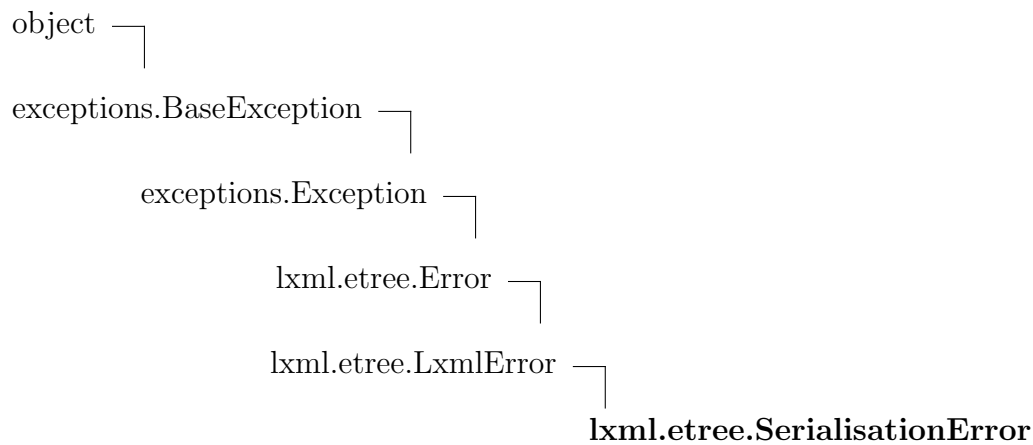 object
exceptions.BaseException
exceptions.Exception
lxml.etree.Error
lxml.etree.LxmlError
lxml.etree.SerialisationError